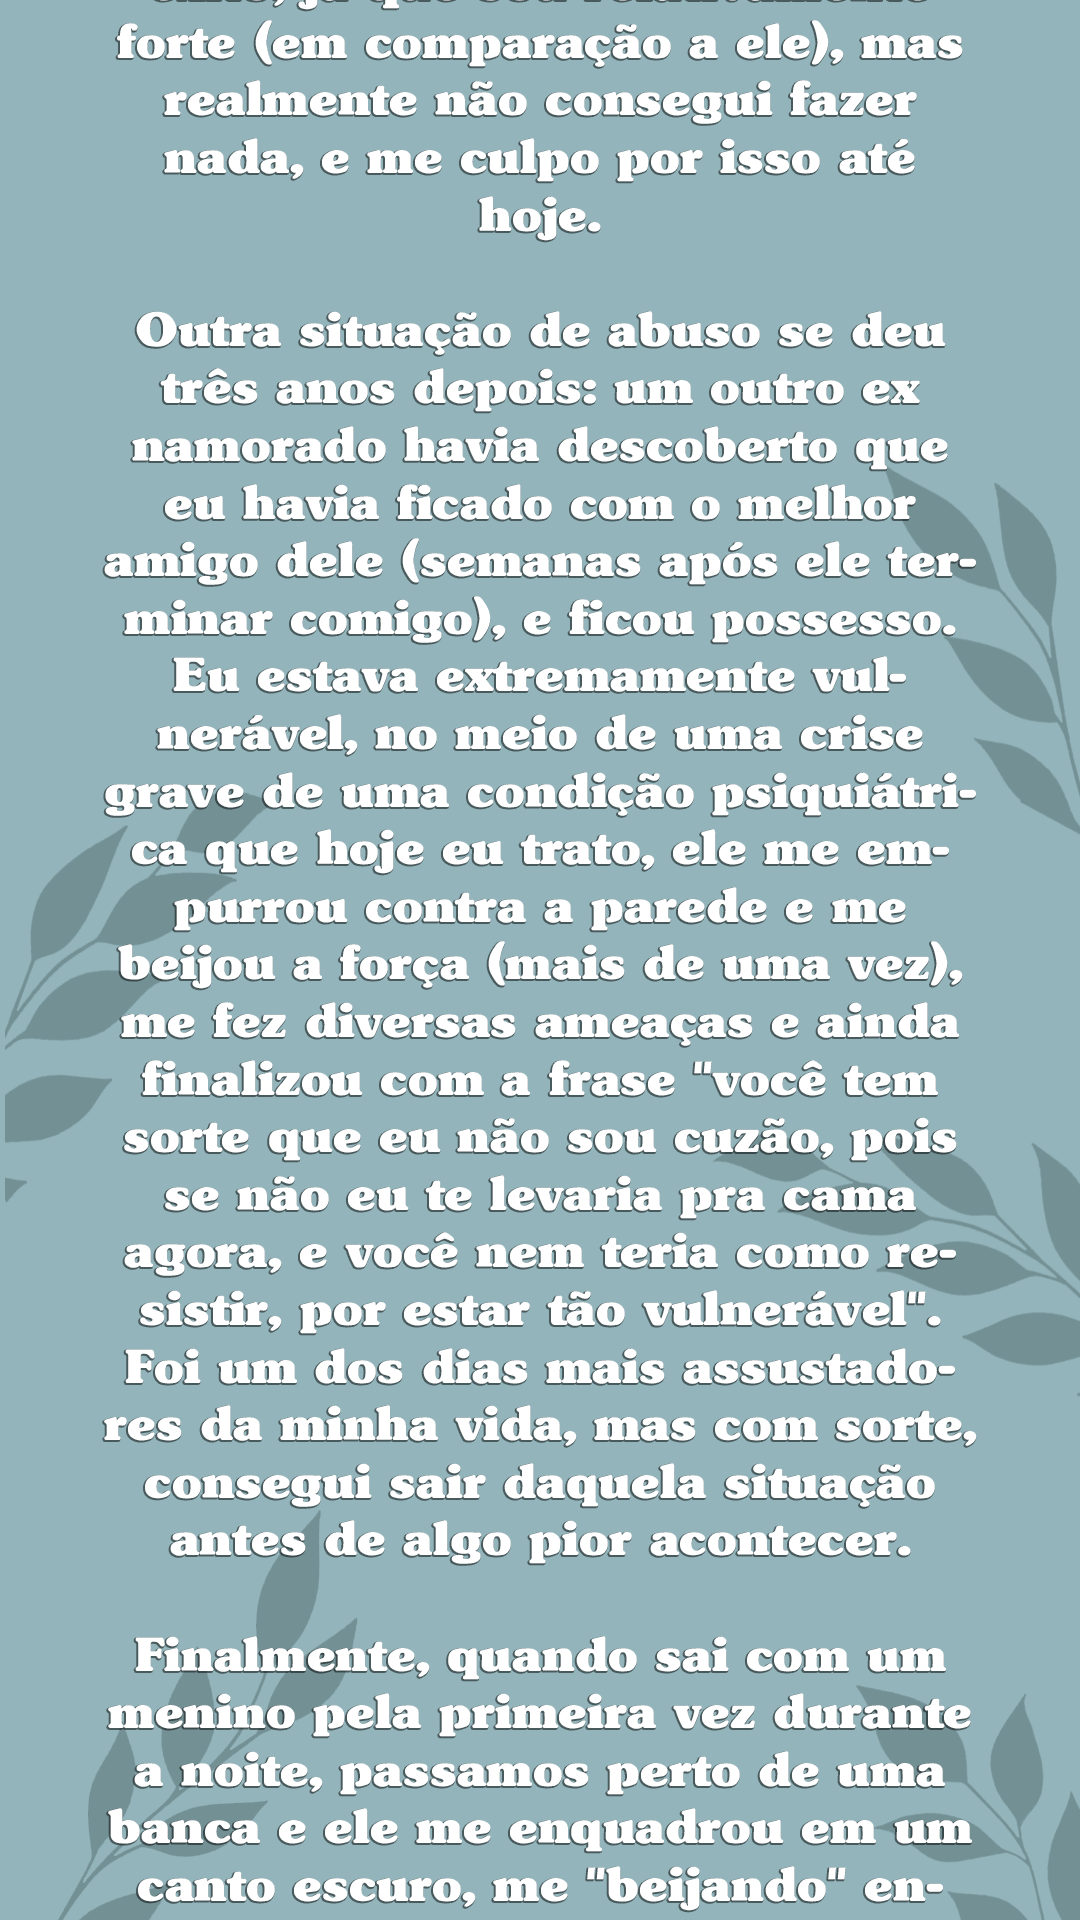 forte (em comparação a ele), mas
realmente não consegui fazer
nada, e me culpo por isso até
hoje.
Outra situação de abuso se deu
três anos depois: um outro ex
namorado havia descoberto que
eu havia ficado com o melhor
amigo dele (semanas após ele ter-
minar comigo), e ficou possesso.
Eu estava extremamente vul-
nerável, no meio de uma crise
grave de uma condição psiquiátri-
ca que hoje eu trato, ele me em-
purrou contra a parede e me
beijou a força (mais de uma vez),
me fez diversas ameaças e ainda
finalizou com a frase "você tem
sorte que eu não sou cuzão, pois
se não eu te levaria pra cama
agora, e você nem teria como re-
sistir, por estar tão vulnerável".
Foi um dos dias mais assustado-
res da minha vida, mas com sorte,
consegui sair daquela situação
antes de algo pior acontecer.
Finalmente, quando sai com um
menino pela primeira vez durante
a noite, passamos perto de uma
banca e ele me enquadrou em um
canto escuro, me "beijando" en-